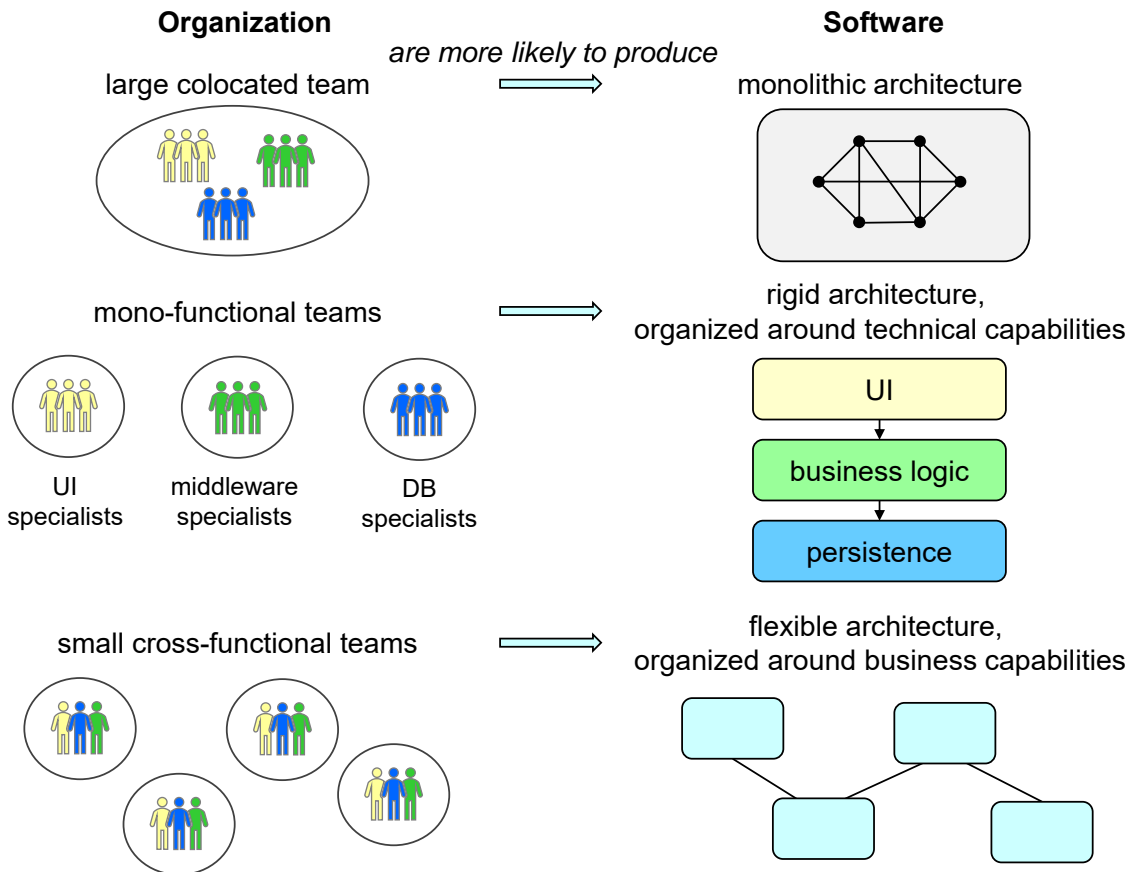 Organization
Software
are more likely to produce
large colocated team
monolithic architecture
mono-functional teams
rigid architecture,
organized around technical capabilities
UI
specialists
middleware
specialists
DB
specialists
UI
business logic
persistence
small cross-functional teams
flexible architecture,
organized around business capabilities